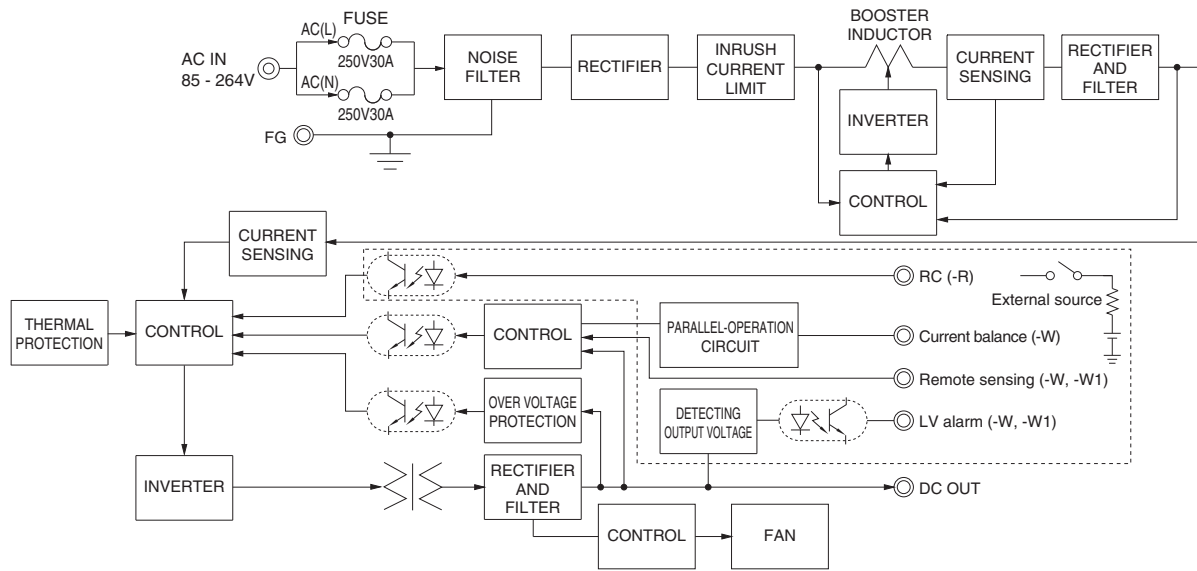 AC IN
85 - 264V
AC(L)
FUSE
250V30A
AC(N)
250V30A
FG
NOISE
FILTER
RECTIFIER
INRUSH
CURRENT
LIMIT
BOOSTER
INDUCTOR
CURRENT
SENSING
RECTIFIER
AND
FILTER
INVERTER
CONTROL
CURRENT
SENSING
RC (-R)
External source
THERMAL
PROTECTION
CONTROL
CONTROL
PARALLEL-OPERATION
CIRCUIT
Current balance (-W)
Remote sensing (-W, -W1)
OVER VOLTAGE
PROTECTION
DETECTING
OUTPUT VOLTAGE
LV alarm (-W, -W1)
INVERTER
RECTIFIER
AND
FILTER
DC OUT
CONTROL
FAN